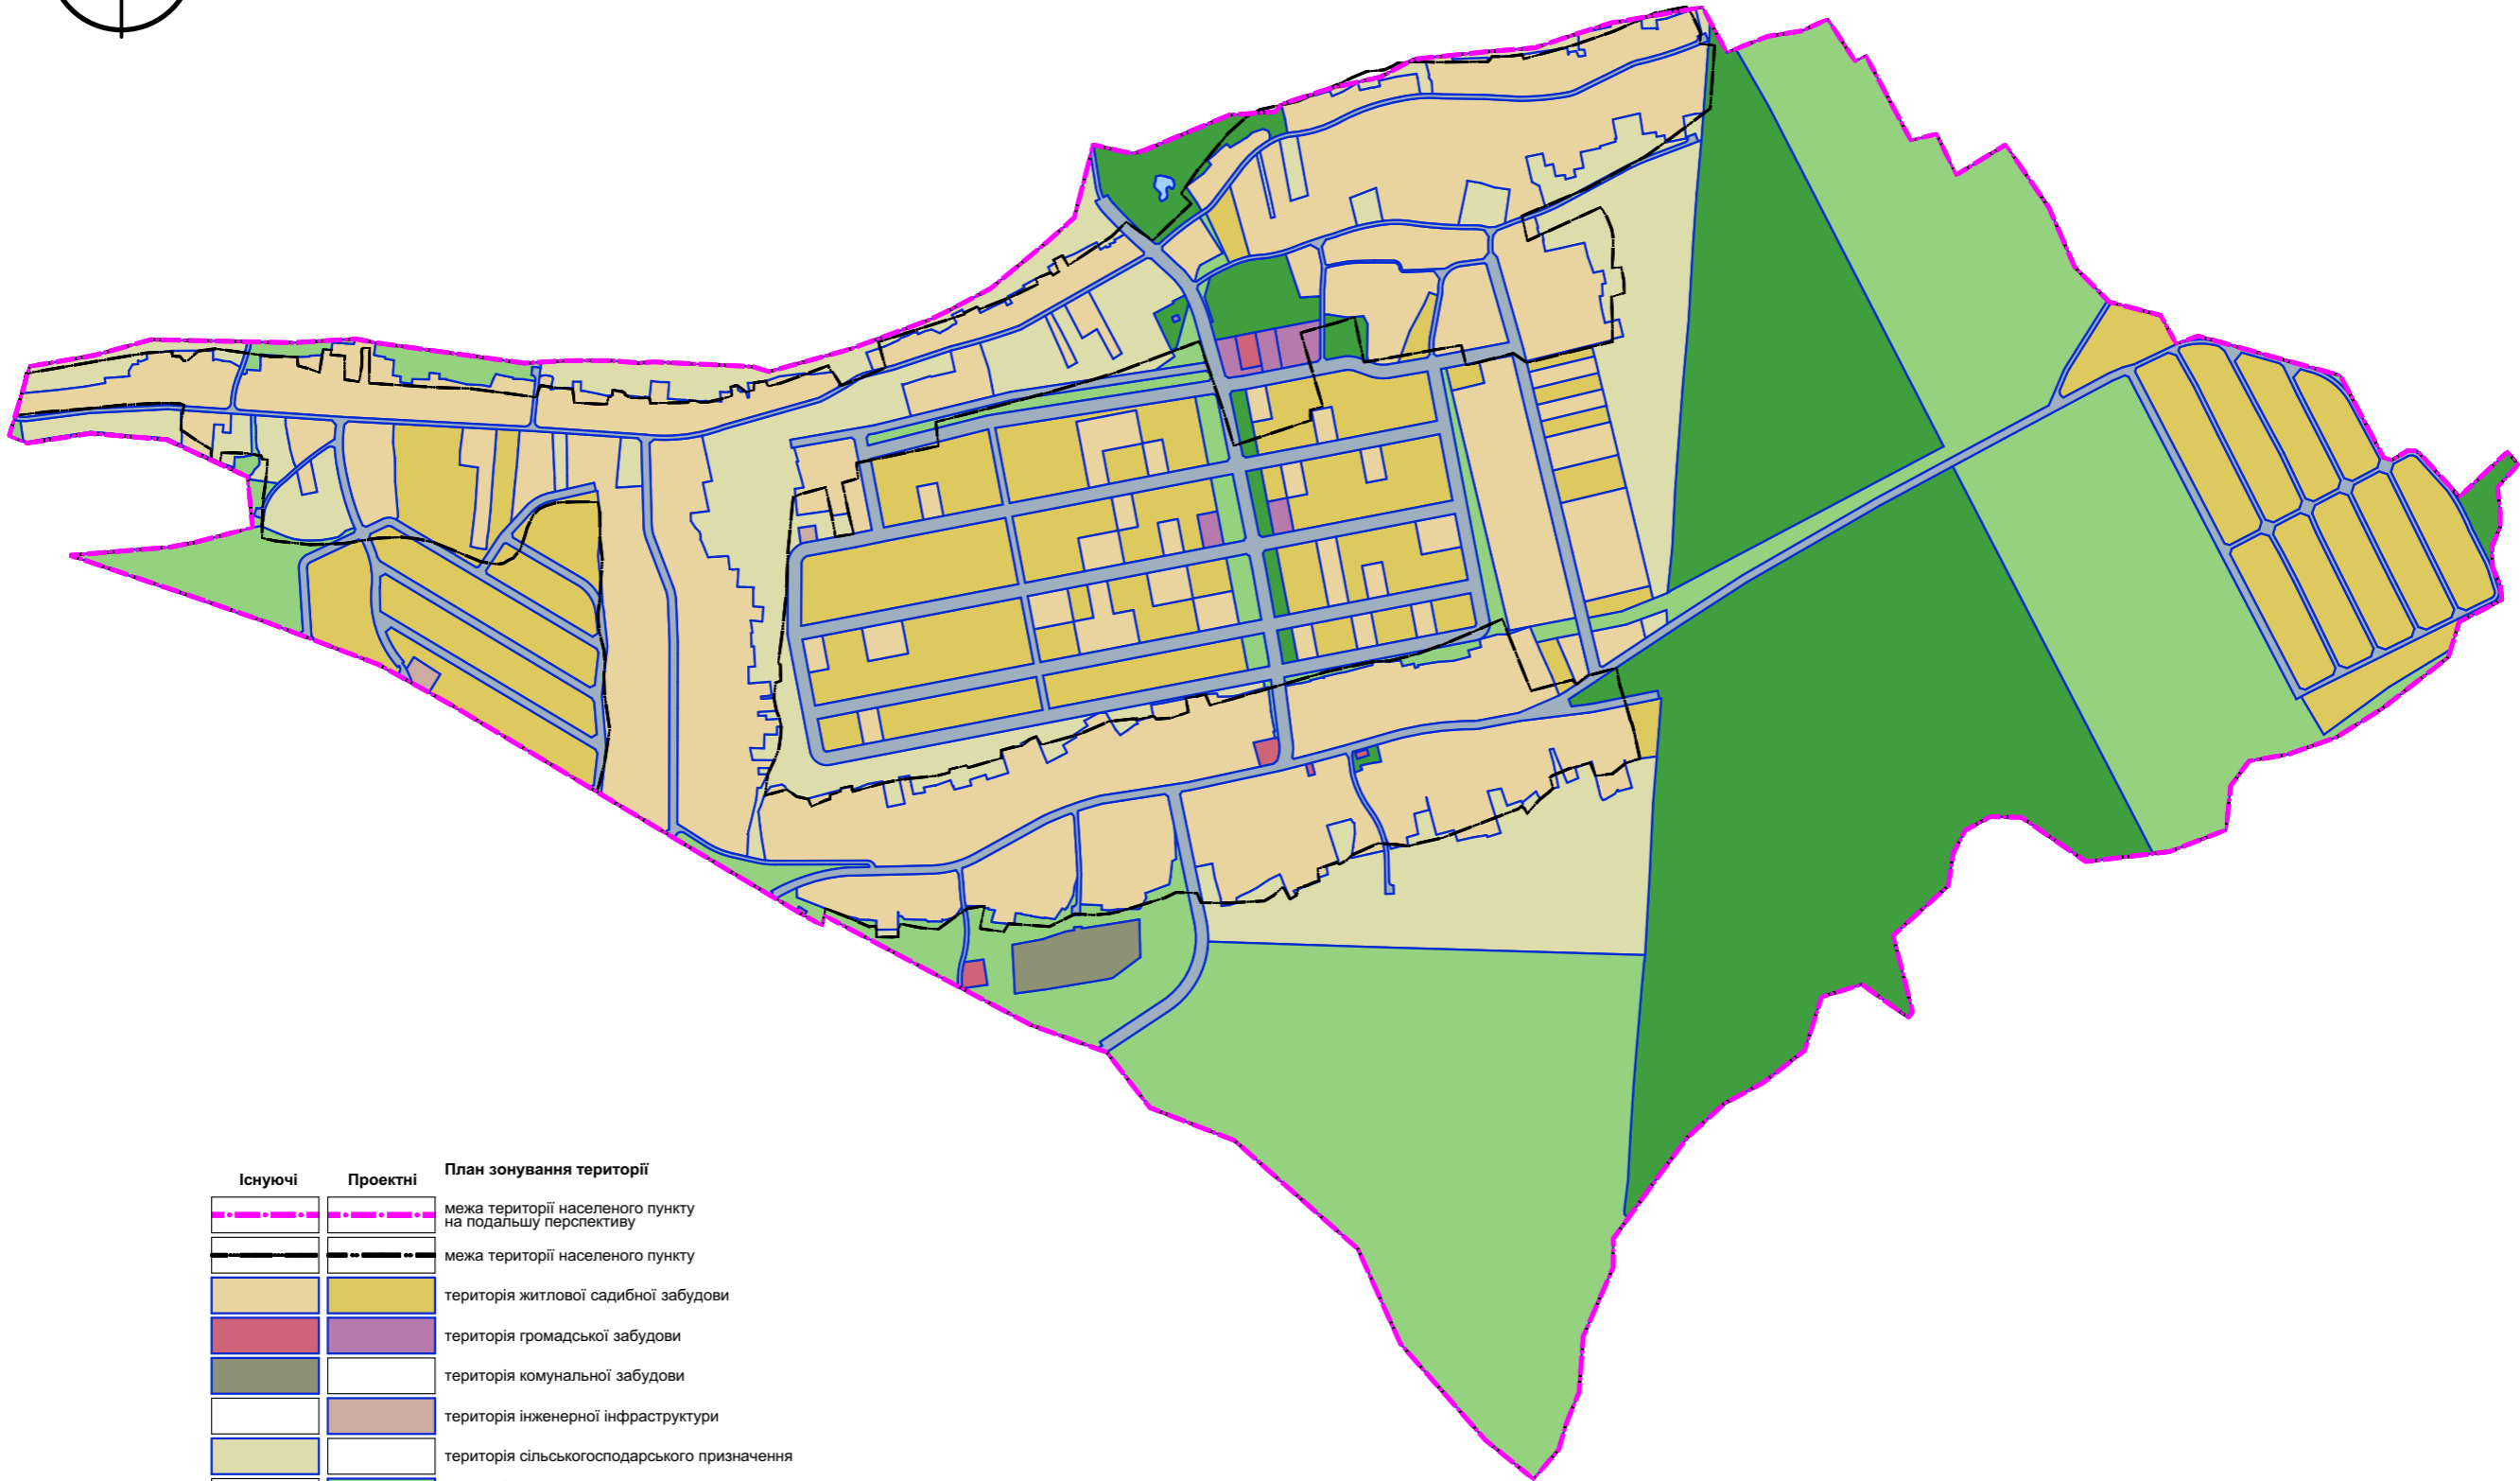 План зонування території
Існуючі Проектні
межа території населеного пункту
на подальшу перспективу
межа території населеного пункту
територія житлової садибної забудови
територія громадської забудови
територія комунальної забудови
територія інженерної інфраструктури
територія сільськогосподарського призначення